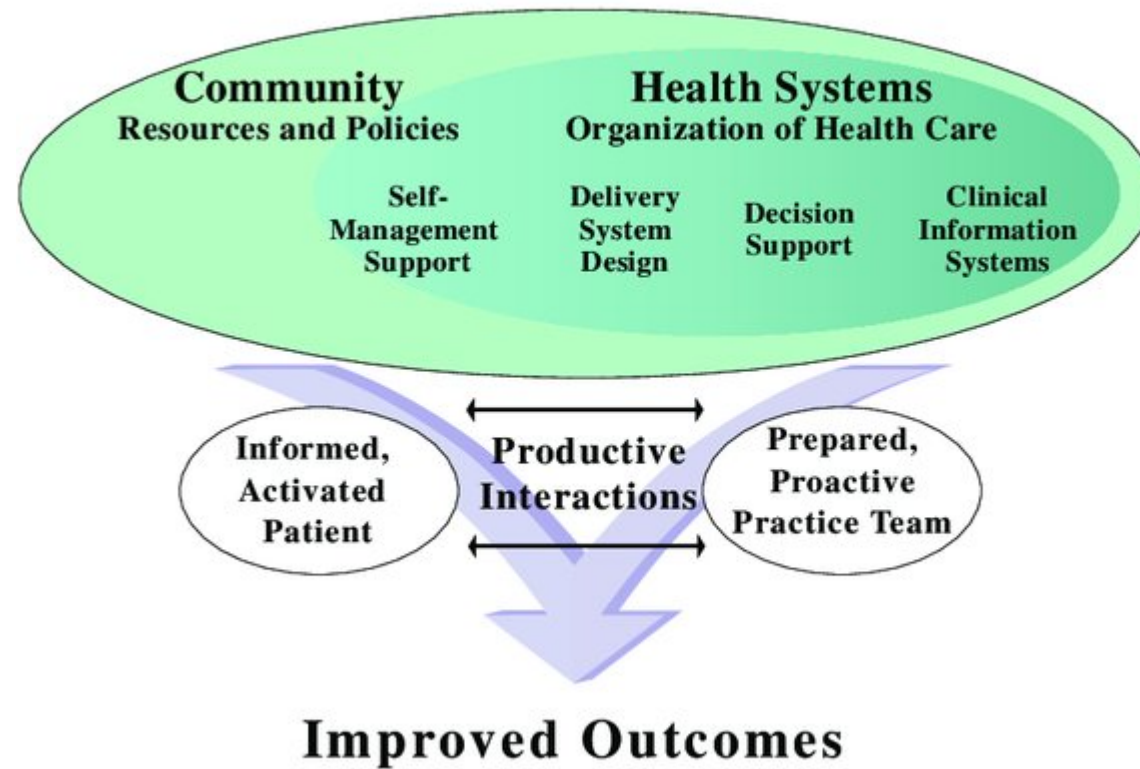 Community
Resources and Policies
Health Systems
Organization of Health Care
Self-
Management
Support
Delivery
System
Design
Decision
Support
Clinical
Information
Systems
Informed,
Activated
Patient
Productive
Interactions
Prepared,
Proactive
Practice Team
Improved Outcomes